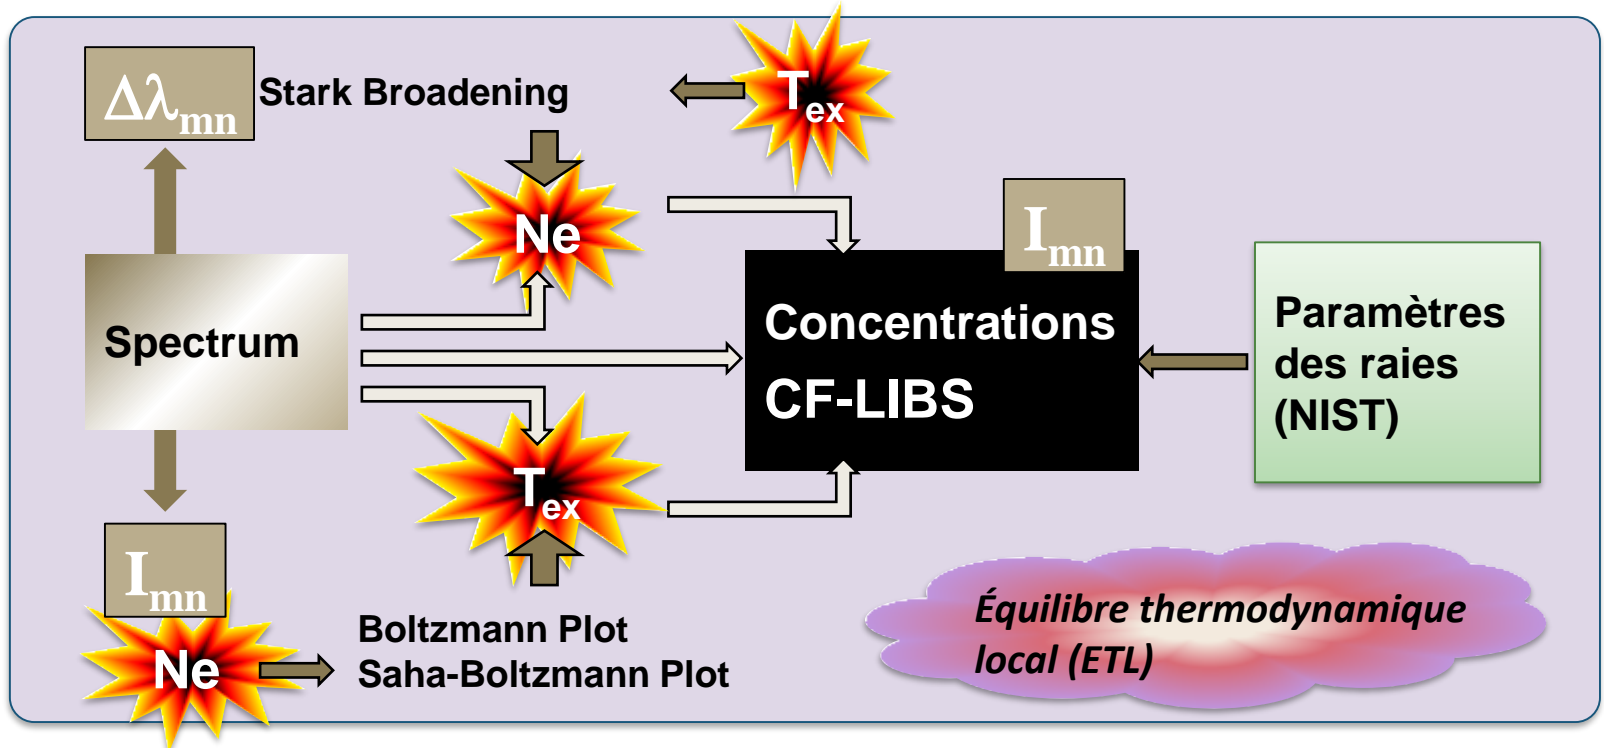 Δλmn
Stark Broadening
Tex
Ne
Imn
Spectrum
Concentrations
CF-LIBS
Paramètres
des raies
(NIST)
Tex
Imn
Ne
Boltzmann Plot
Saha-Boltzmann Plot
Équilibre thermodynamique
local (ETL)